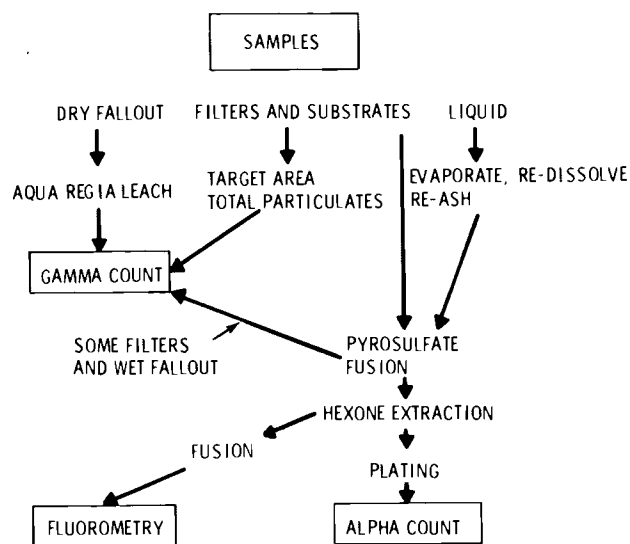 SAMPLES
DRY FALLOUT
FILTERS AND SUBSTRATES
LIQUID
AQUA REGIA LEACH
TARGET AREA
TOTAL PARTICULATES
EVAPORATE, RE-DISSOLVE
RE-ASH
GAMMA COUNT
SOME FILTERS
AND WET FALLOUT
PYROSULFATE
FUSION
HEXONE EXTRACTION
FUSION
PLATING
FLUOROMETRY
ALPHA COUNT